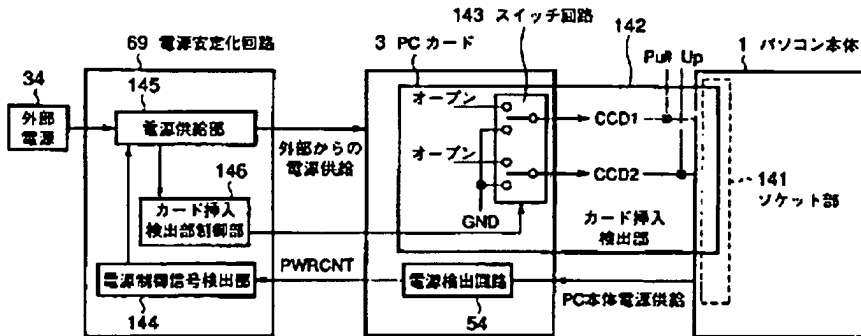 143 スイッチ回路
69 電源安定化回路
3 PCカード
142
1 パソコン本体
Pull Up
145
34
外部
電源
電源供給部
オープン
CCD1
外部からの
電源供給
オープン
CCD2
141
ソケット部
146
カード挿入
検出部制御部
GND
カード挿入
検出部
PWRCNT
電源制御信号検出部
電源検出回路
PC本体電源供給
144
54